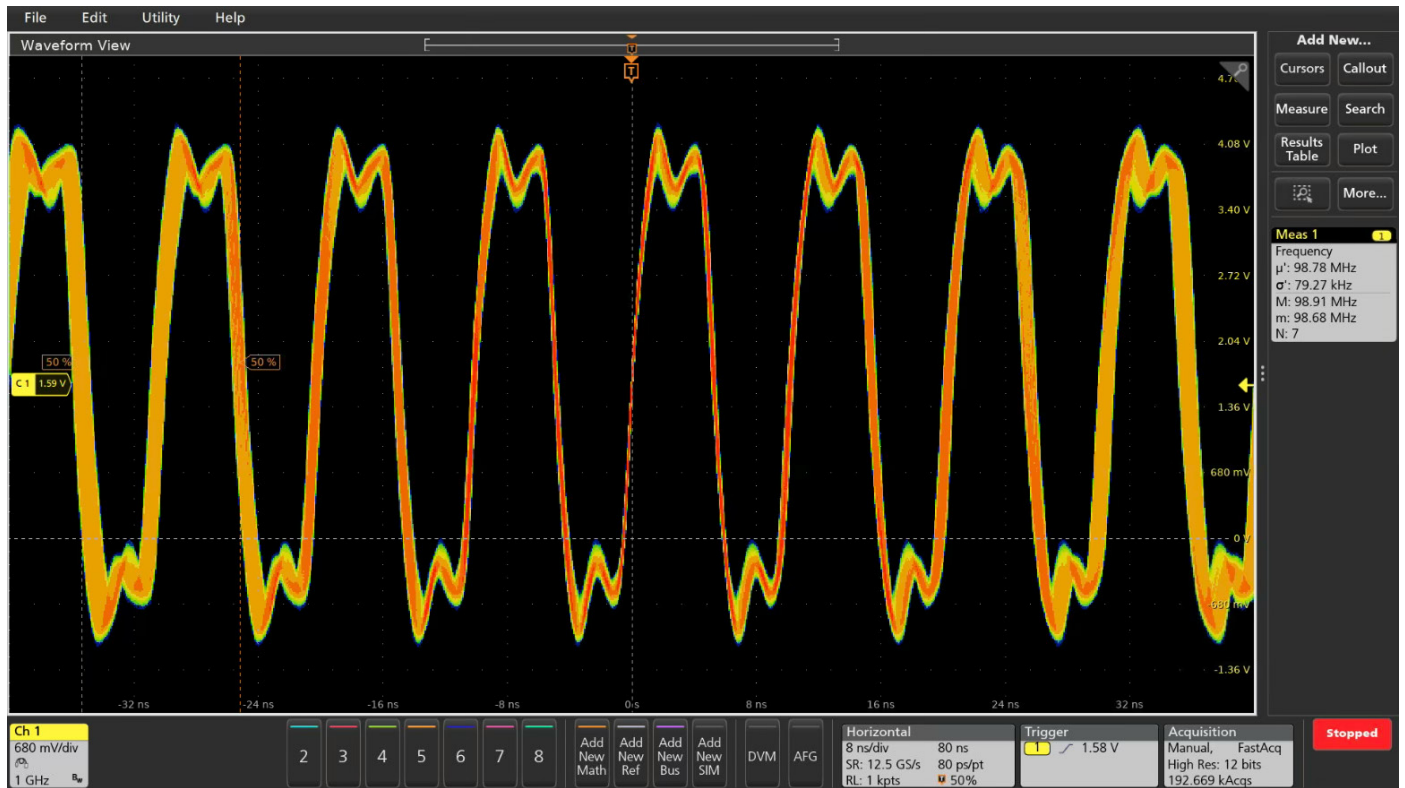 File Edit Utility Help
Waveform View
T
T
4.08 V
3.40 V
2.72 V
2.04 V
1.36 V
680 mV
0 V
-680 mV
-1.36 V
50 %
50 %
C 1 1.59 V
-32 ns -24 ns -16 ns -8 ns 0 s 8 ns 16 ns 24 ns 32 ns
Add New...
Cursors Callout
Measure Search
Results Table Plot
More...
Meas 1 1
Frequency
µ': 98.78 MHz
σ': 79.27 kHz
M: 98.91 MHz
m: 98.68 MHz
N: 7
Ch 1
680 mV/div
1 GHz Bw
2 3 4 5 6 7 8
Add New Math
Add New Ref
Add New Bus
Add New SIM
DVM
AFG
Horizontal
8 ns/div 80 ns
SR: 12.5 GS/s 80 ps/pt
RL: 1 kpts 50%
Trigger
1 1.58 V
Acquisition
Manual, FastAcq
High Res: 12 bits
192.669 kAcqs
Stopped